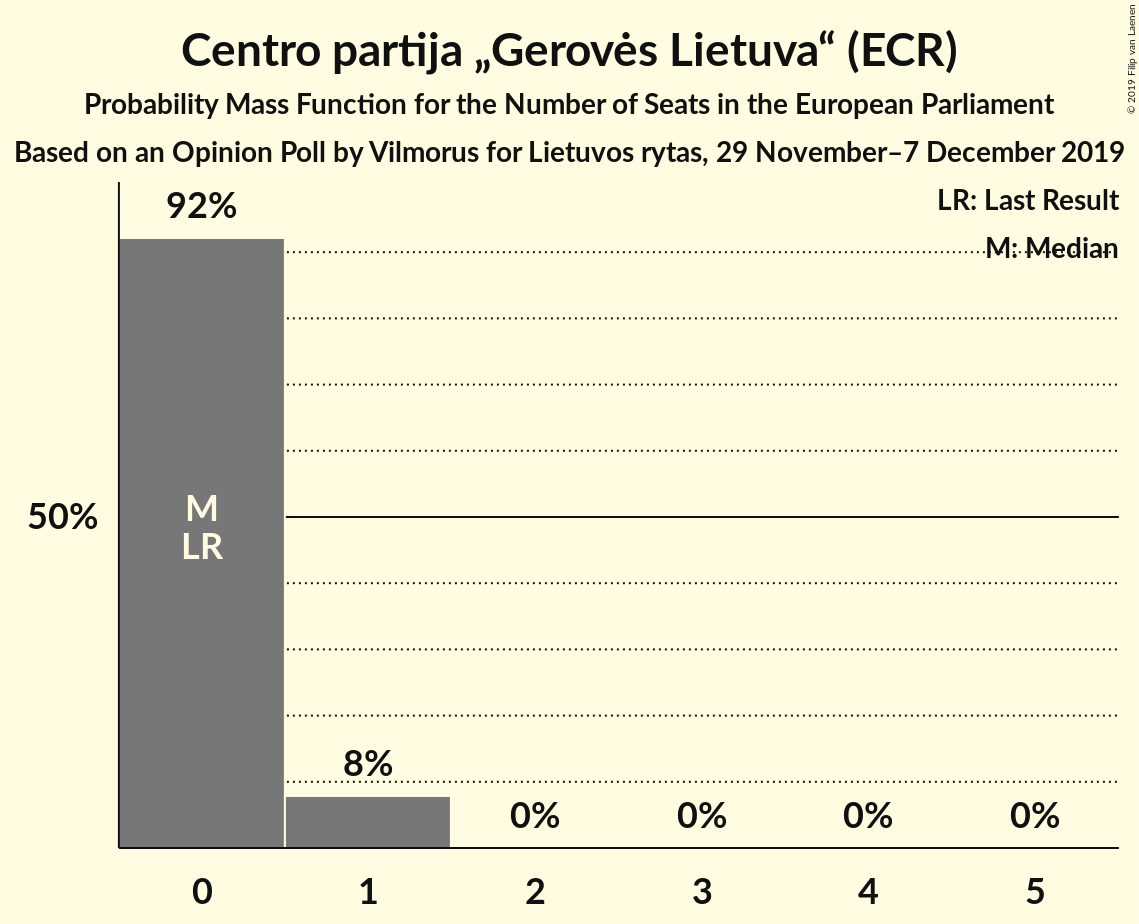 Centro partija „Gerovės Lietuva“ (ECR)
Probability Mass Function for the Number of Seats in the European Parliament
Based on an Opinion Poll by Vilmorus for Lietuvos rytas, 29 November–7 December 2019
© 2019 Filip van Laenen
LR: Last Result
M: Median
92%
50%
M
LR
8%
0%
0%
0%
0%
0
1
2
3
4
5